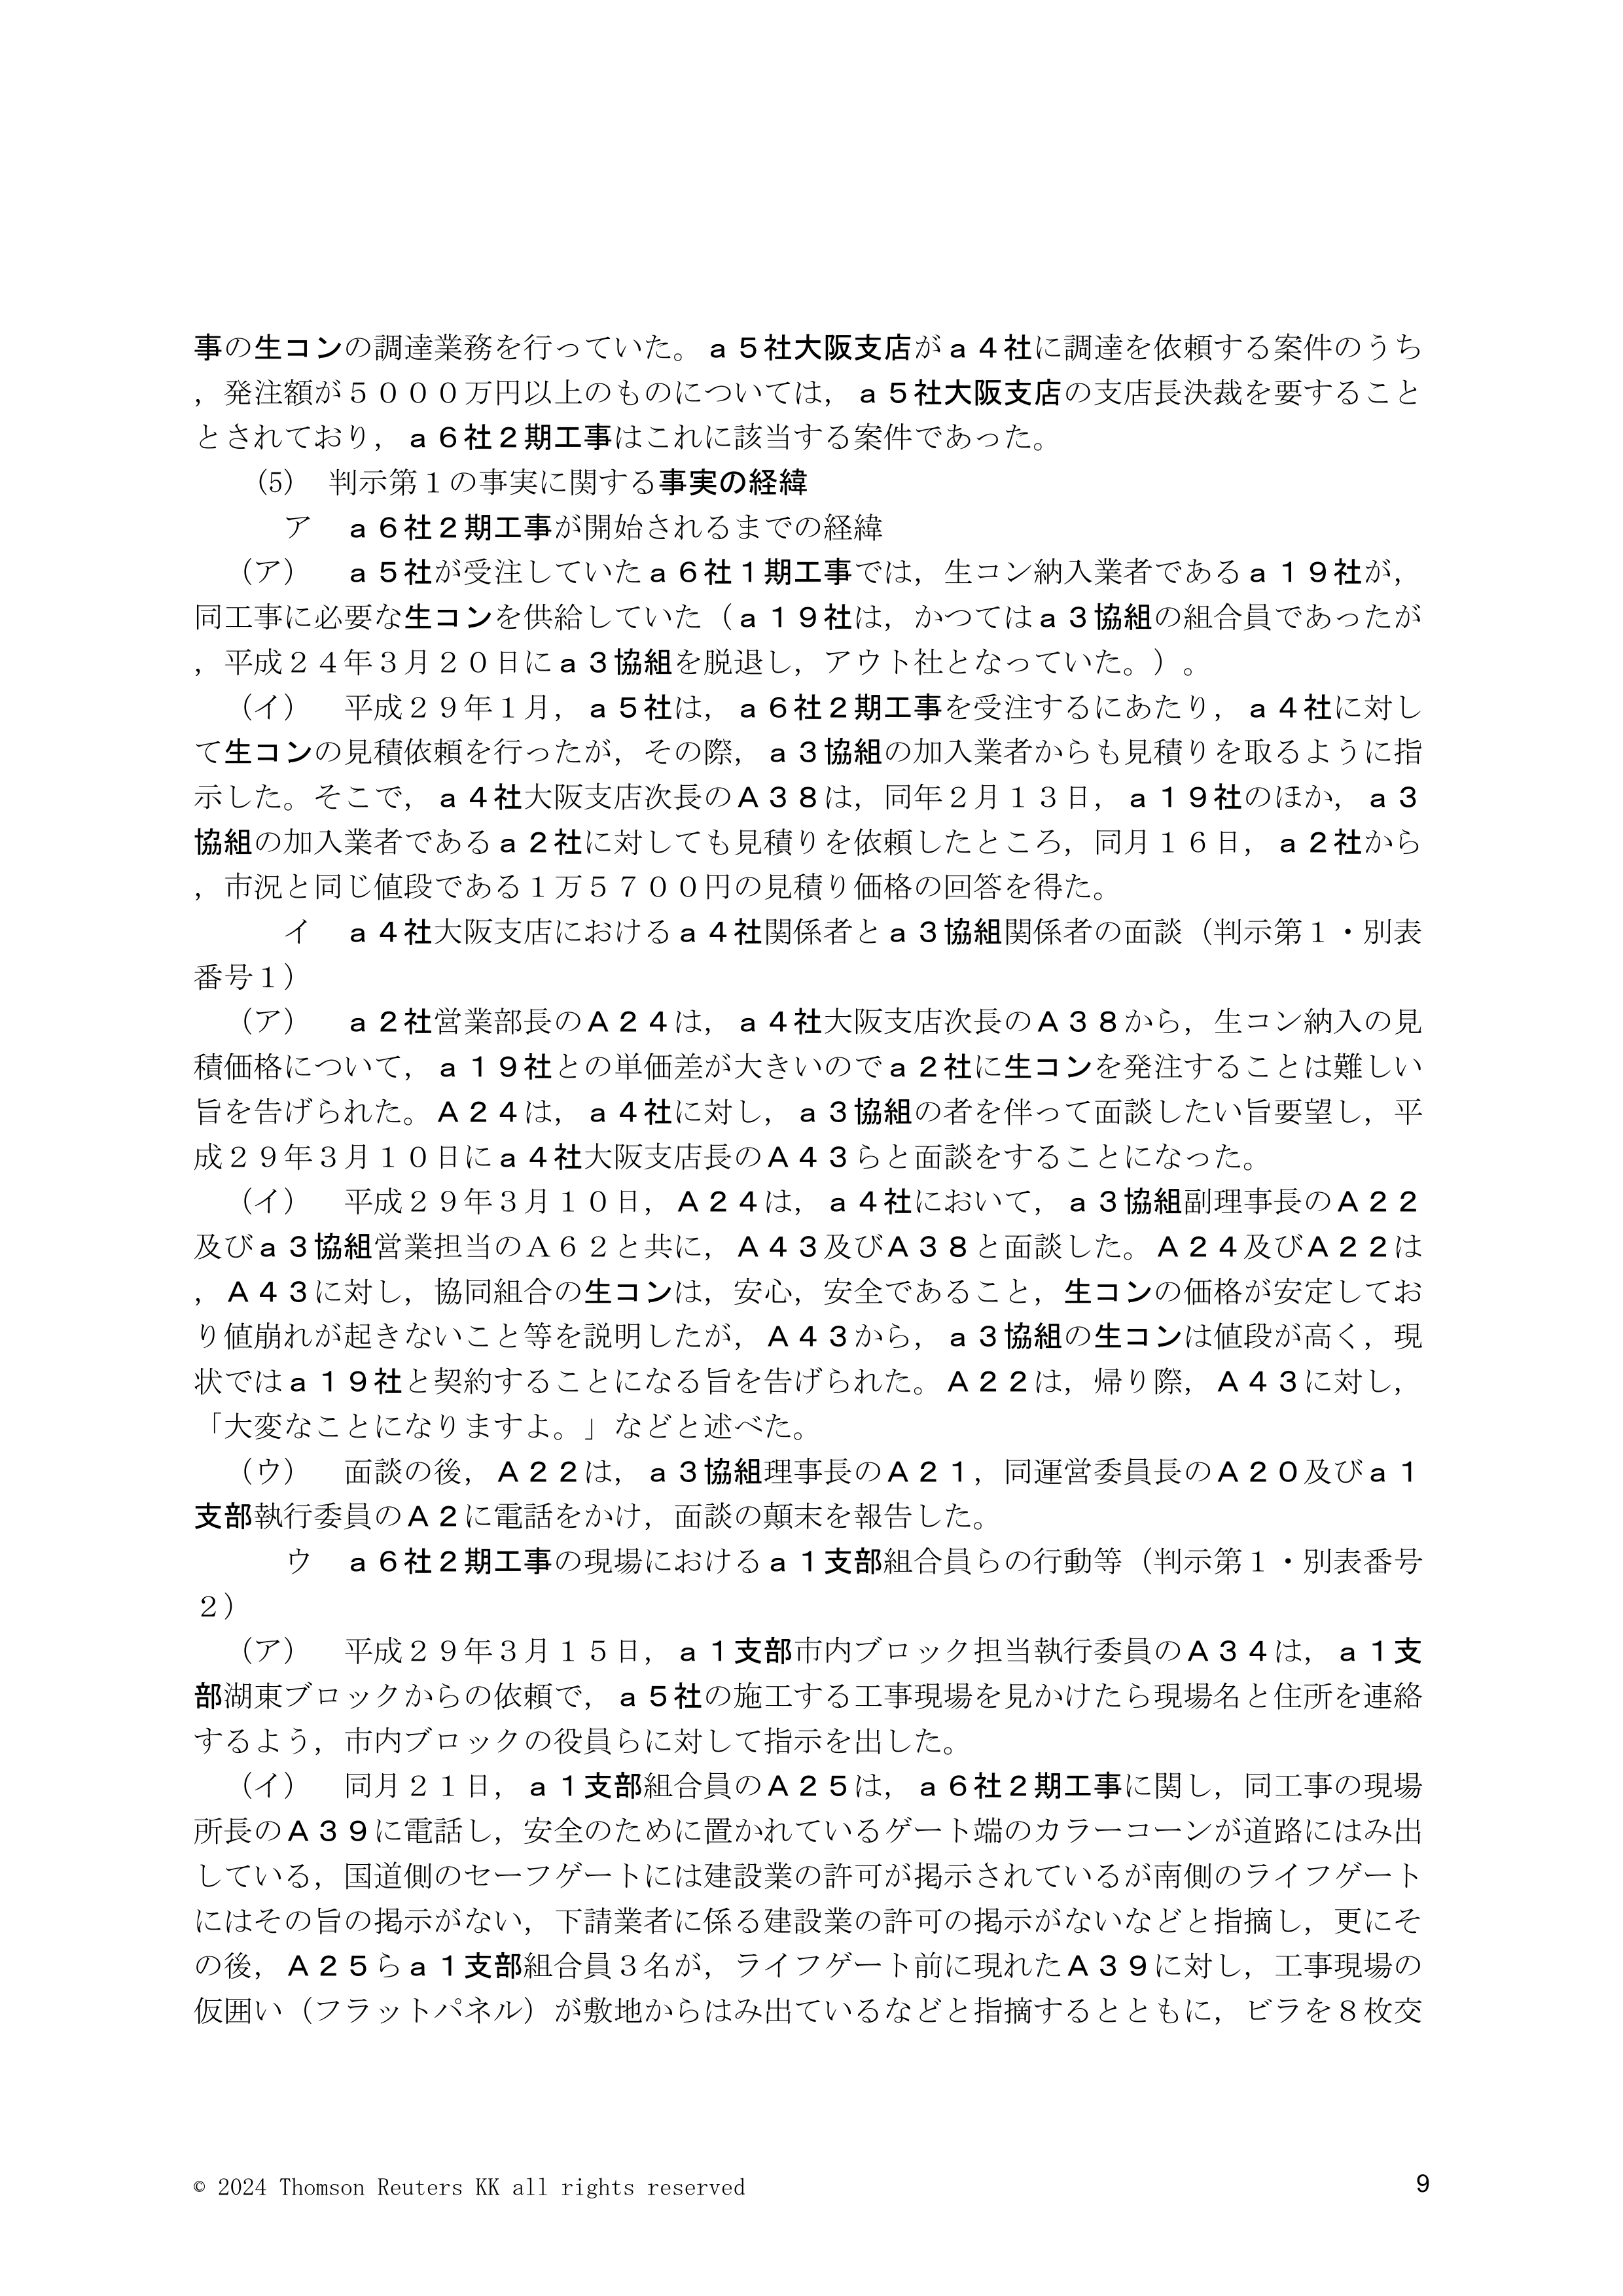 事の生コンの調達業務を行っていた。ａ５社大阪支店がａ４社に調達を依頼する案件のうち
，発注額が５０００万円以上のものについては，ａ５社大阪支店の支店長決裁を要すること
とされており，ａ６社２期工事はこれに該当する案件であった。
⑸　判示第１の事実に関する事実の経緯
ア　ａ６社２期工事が開始されるまでの経緯
（ア）　ａ５社が受注していたａ６社１期工事では，生コン納入業者であるａ１９社が，
同工事に必要な生コンを供給していた（ａ１９社は，かつてはａ３協組の組合員であったが
，平成２４年３月２０日にａ３協組を脱退し，アウト社となっていた。）。
（イ）　平成２９年１月，ａ５社は，ａ６社２期工事を受注するにあたり，ａ４社に対し
て生コンの見積依頼を行ったが，その際，ａ３協組の加入業者からも見積りを取るように指
示した。そこで，ａ４社大阪支店次長のＡ３８は，同年２月１３日，ａ１９社のほか，ａ３
協組の加入業者であるａ２社に対しても見積りを依頼したところ，同月１６日，ａ２社から
，市況と同じ値段である１万５７００円の見積り価格の回答を得た。
イ　ａ４社大阪支店におけるａ４社関係者とａ３協組関係者の面談（判示第１・別表
番号１）
（ア）　ａ２社営業部長のＡ２４は，ａ４社大阪支店次長のＡ３８から，生コン納入の見
積価格について，ａ１９社との単価差が大きいのでａ２社に生コンを発注することは難しい
旨を告げられた。Ａ２４は，ａ４社に対し，ａ３協組の者を伴って面談したい旨要望し，平
成２９年３月１０日にａ４社大阪支店長のＡ４３らと面談をすることになった。
（イ）　平成２９年３月１０日，Ａ２４は，ａ４社において，ａ３協組副理事長のＡ２２
及びａ３協組営業担当のＡ６２と共に，Ａ４３及びＡ３８と面談した。Ａ２４及びＡ２２は
，Ａ４３に対し，協同組合の生コンは，安心，安全であること，生コンの価格が安定してお
り値崩れが起きないこと等を説明したが，Ａ４３から，ａ３協組の生コンは値段が高く，現
状ではａ１９社と契約することになる旨を告げられた。Ａ２２は，帰り際，Ａ４３に対し，
「大変なことになりますよ。」などと述べた。
（ウ）　面談の後，Ａ２２は，ａ３協組理事長のＡ２１，同運営委員長のＡ２０及びａ１
支部執行委員のＡ２に電話をかけ，面談の顛末を報告した。
ウ　ａ６社２期工事の現場におけるａ１支部組合員らの行動等（判示第１・別表番号
２）
（ア）　平成２９年３月１５日，ａ１支部市内ブロック担当執行委員のＡ３４は，ａ１支
部湖東ブロックからの依頼で，ａ５社の施工する工事現場を見かけたら現場名と住所を連絡
するよう，市内ブロックの役員らに対して指示を出した。
（イ）　同月２１日，ａ１支部組合員のＡ２５は，ａ６社２期工事に関し，同工事の現場
所長のＡ３９に電話し，安全のために置かれているゲート端のカラーコーンが道路にはみ出
している，国道側のセーフゲートには建設業の許可が掲示されているが南側のライフゲート
にはその旨の掲示がない，下請業者に係る建設業の許可の掲示がないなどと指摘し，更にそ
の後，Ａ２５らａ１支部組合員３名が，ライフゲート前に現れたＡ３９に対し，工事現場の
仮囲い（フラットパネル）が敷地からはみ出ているなどと指摘するとともに，ビラを８枚交
© 2024 Thomson Reuters KK all rights reserved
9